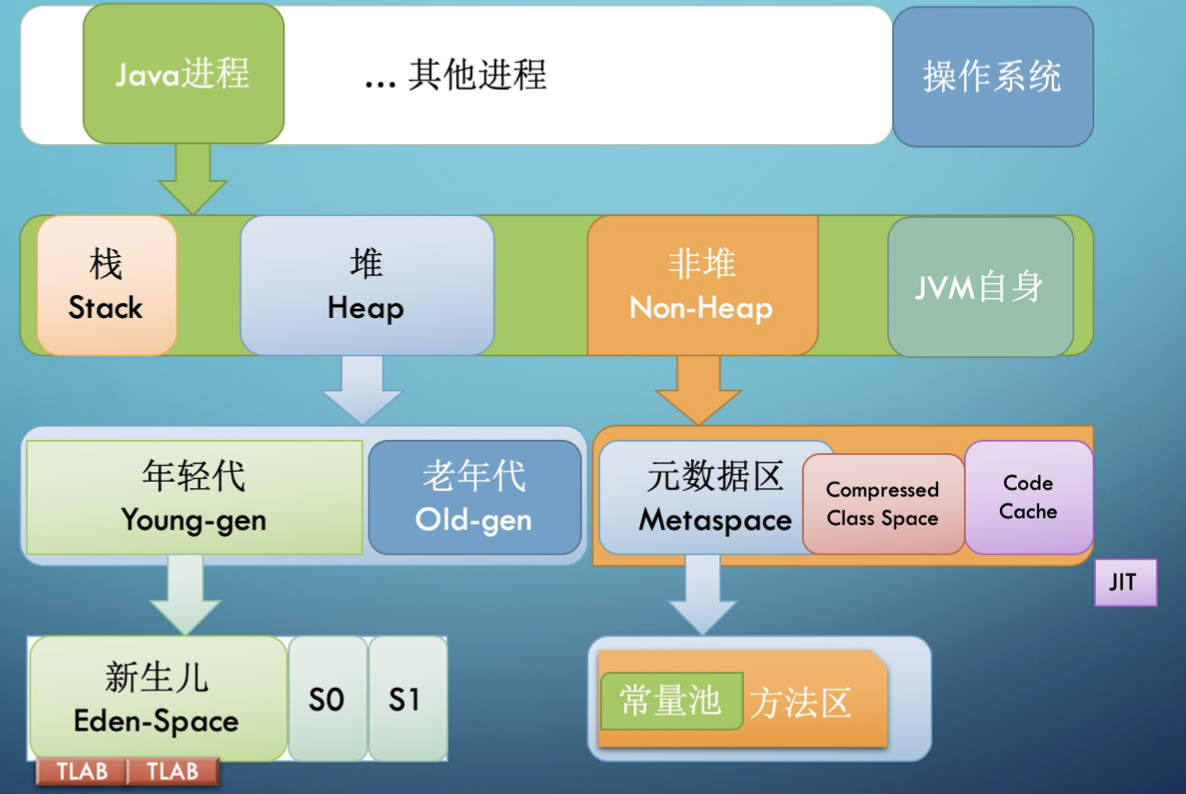 Java进程
... 其他进程
操作系统
栈
Stack
堆
Heap
非堆
Non-Heap
JVM自身
年轻代
Young-gen
老年代
Old-gen
元数据区
Metaspace
Compressed
Class Space
Code
Cache
JIT
新生儿
Eden-Space
S0
S1
常量池
方法区
TLAB
TLAB